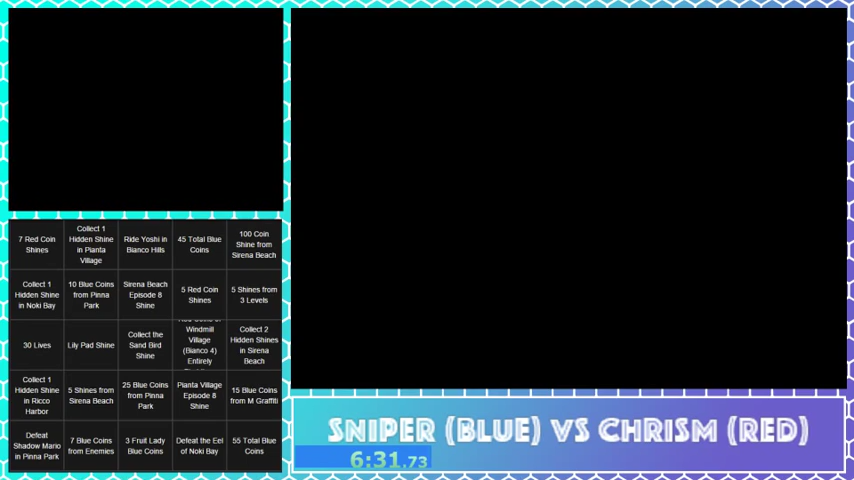 7 Red Coin
Shines
Collect 1
Hidden Shine
in Pianta
Village
Ride Yoshi in
Bianco Hills
45 Total Blue
Coins
100 Coin
Shine from
Sirena Beach
Collect 1
Hidden Shine
in Noki Bay
10 Blue Coins
from Pinna
Park
Sirena Beach
Episode 8
Shine
5 Red Coin
Shines
5 Shines from
3 Levels
30 Lives
Lily Pad Shine
Collect the
Sand Bird
Shine
Windmill
Village
(Bianco 4)
Entirely
Collect 2
Hidden Shines
in Sirena
Beach
Collect 1
Hidden Shine
in Ricco
Harbor
5 Shines from
Sirena Beach
25 Blue Coins
from Pinna
Park
Pianta Village
Episode 8
Shine
15 Blue Coins
from M Graffiti
Defeat
Shadow Mario
in Pinna Park
7 Blue Coins
from Enemies
3 Fruit Lady
Blue Coins
Defeat the Eel
of Noki Bay
55 Total Blue
Coins
SNIPER (BLUE) VS CHRISM (RED)
6:31.73